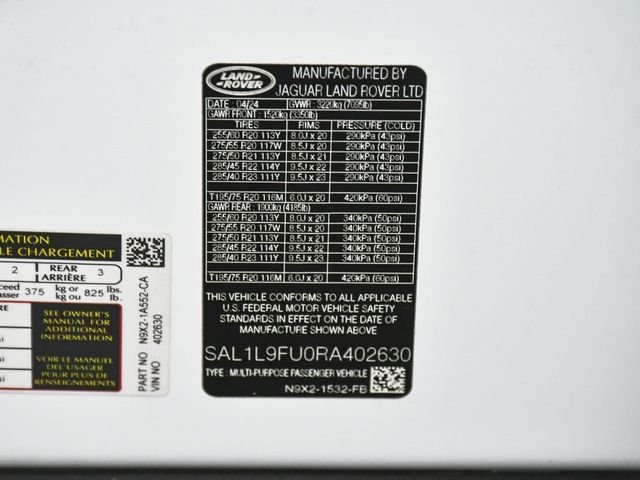 LAND-
ROVER
MANUFACTURED BY
JAGUAR LAND ROVER LTD
DATE : 04/24 GVWR : 3220kg (7095lb)
GAWR FRONT : 1520kg (3350lb)
TIRES RIMS PRESSURE (COLD)
255/60 R20 113Y 8.0J x 20 290kPa (43psi)
275/55 R20 117W 8.0J x 20 290kPa (43psi)
275/50 R21 113Y 8.5J x 21 290kPa (43psi)
285/45 R22 114Y 9.5J x 22 290kPa (43psi)
285/40 R23 111Y 9.5J x 23 290kPa (43psi)
T195/75 R20 116M 6.0J x 20 420kPa (60psi)
GAWR REAR : 1900kg (4185lb)
255/60 R20 113Y 8.0J x 20 340kPa (50psi)
275/55 R20 117W 8.0J x 20 340kPa (50psi)
275/50 R21 113Y 8.5J x 21 340kPa (50psi)
285/45 R22 114Y 9.5J x 22 340kPa (50psi)
285/40 R23 111Y 9.5J x 23 340kPa (50psi)
T195/75 R20 116M 6.0J x 20 420kPa (60psi)
THIS VEHICLE CONFORMS TO ALL APPLICABLE
U.S. FEDERAL MOTOR VEHICLE SAFETY
STANDARDS IN EFFECT ON THE DATE OF
MANUFACTURE SHOWN ABOVE
SAL1L9FU0RA402630
TYPE : MULTI-PURPOSE PASSENGER VEHICLE
N9X2-1532-FB
RMATION
LE CHARGEMENT
2 REAR
ARRIÈRE 3
ceed
asser 375 kg or
kg ou 825 lbs.
lb.
RE
SEE OWNER'S
MANUAL FOR
ADDITIONAL
INFORMATION
VOIR LE MANUEL
DE L'USAGER
POUR PLUS DE
RENSEIGNEMENTS
PART NO N9X2-1A552-CA
VIN NO 402630